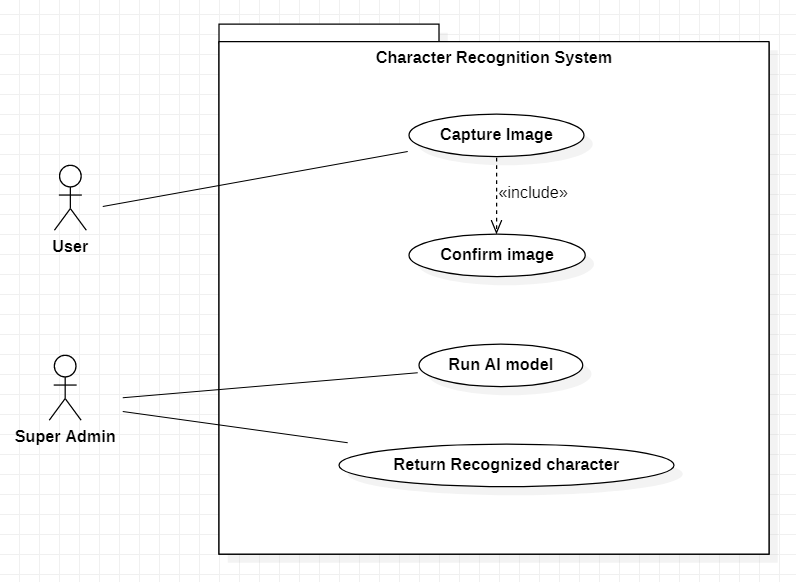 Character Recognition System
Capture Image
«include»
User
Confirm image
Run AI model
Super Admin
Return Recognized character